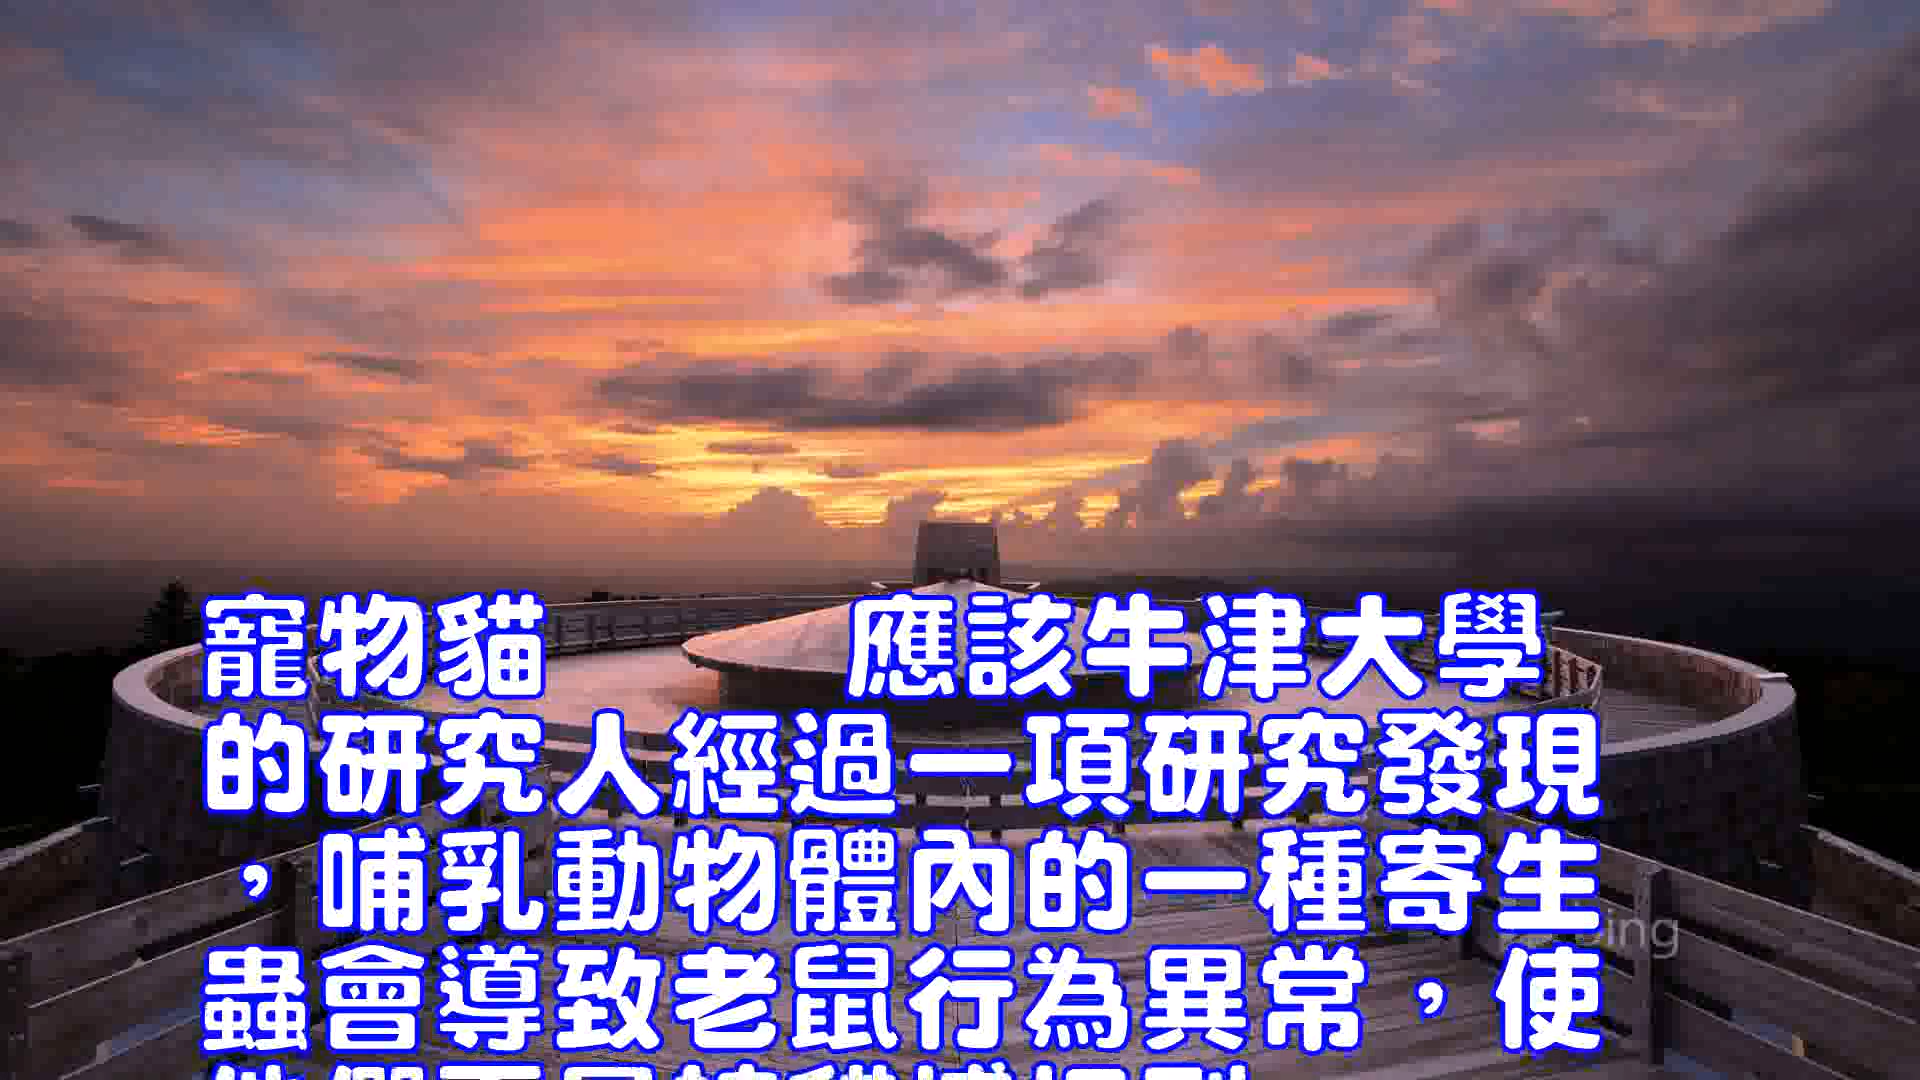 寵物貓 應該牛津大學
的研究人經過一項研究發現
，哺乳動物體內的一種寄生
蟲會導致老鼠行為異常，使